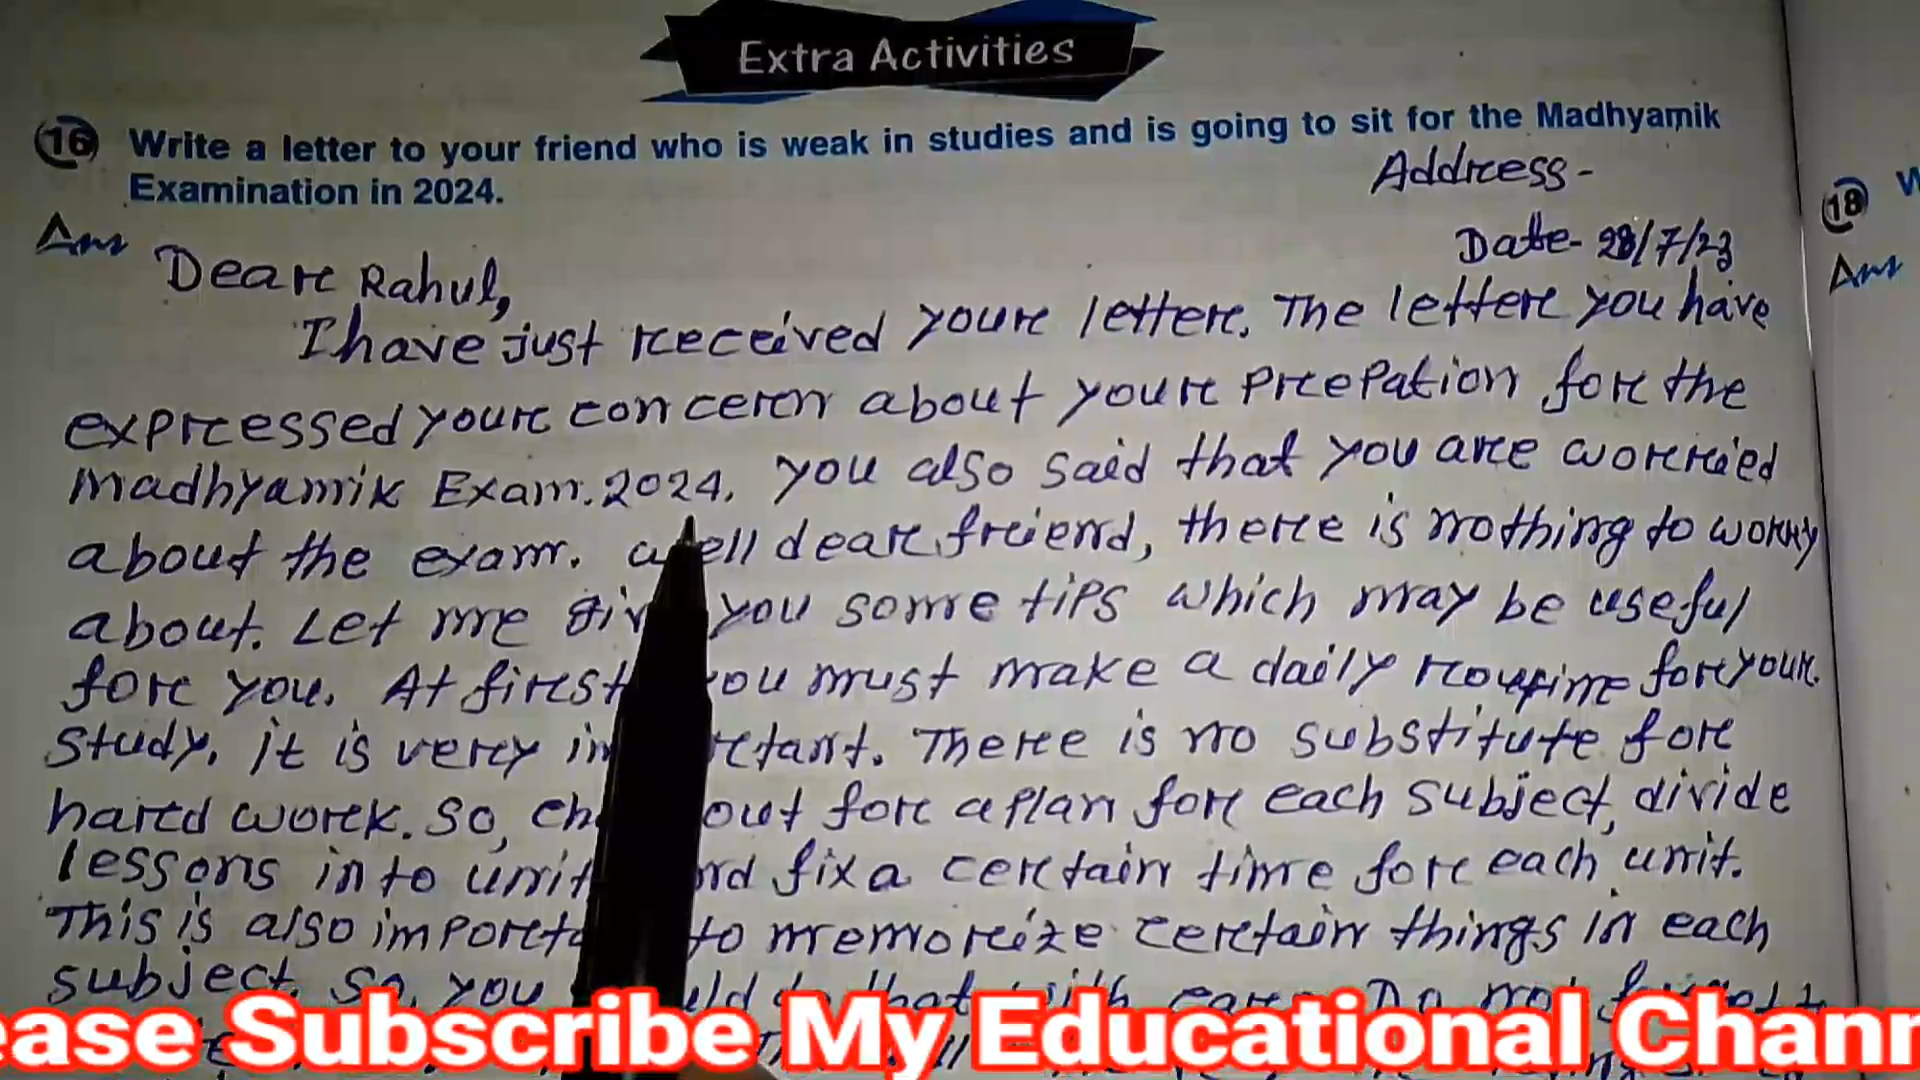 Extra Activities
16 Write a letter to your friend who is weak in studies and is going to sit for the Madhyamik
Examination in 2024.
Address-
Date- 28/7/23
Ans
Dear Rahul,
I have just received your letter. The letter you have
expressed your concern about your Prepation for the
Madhyamik Exam. 2024. You also said that you are worried
about the exam. well dear friend, there is nothing to worry
about. Let me you some tips which may be useful
for you. At first you must make a daily routine for your
study. it is very There is no substitute for
hard work. So, out for a plan for each subject, divide
lessons into fix a certain time for each unit.
This is also to memorize certain things in each
subject. So, you that with Do not
18
Ans
ease Subscribe My Educational Chann